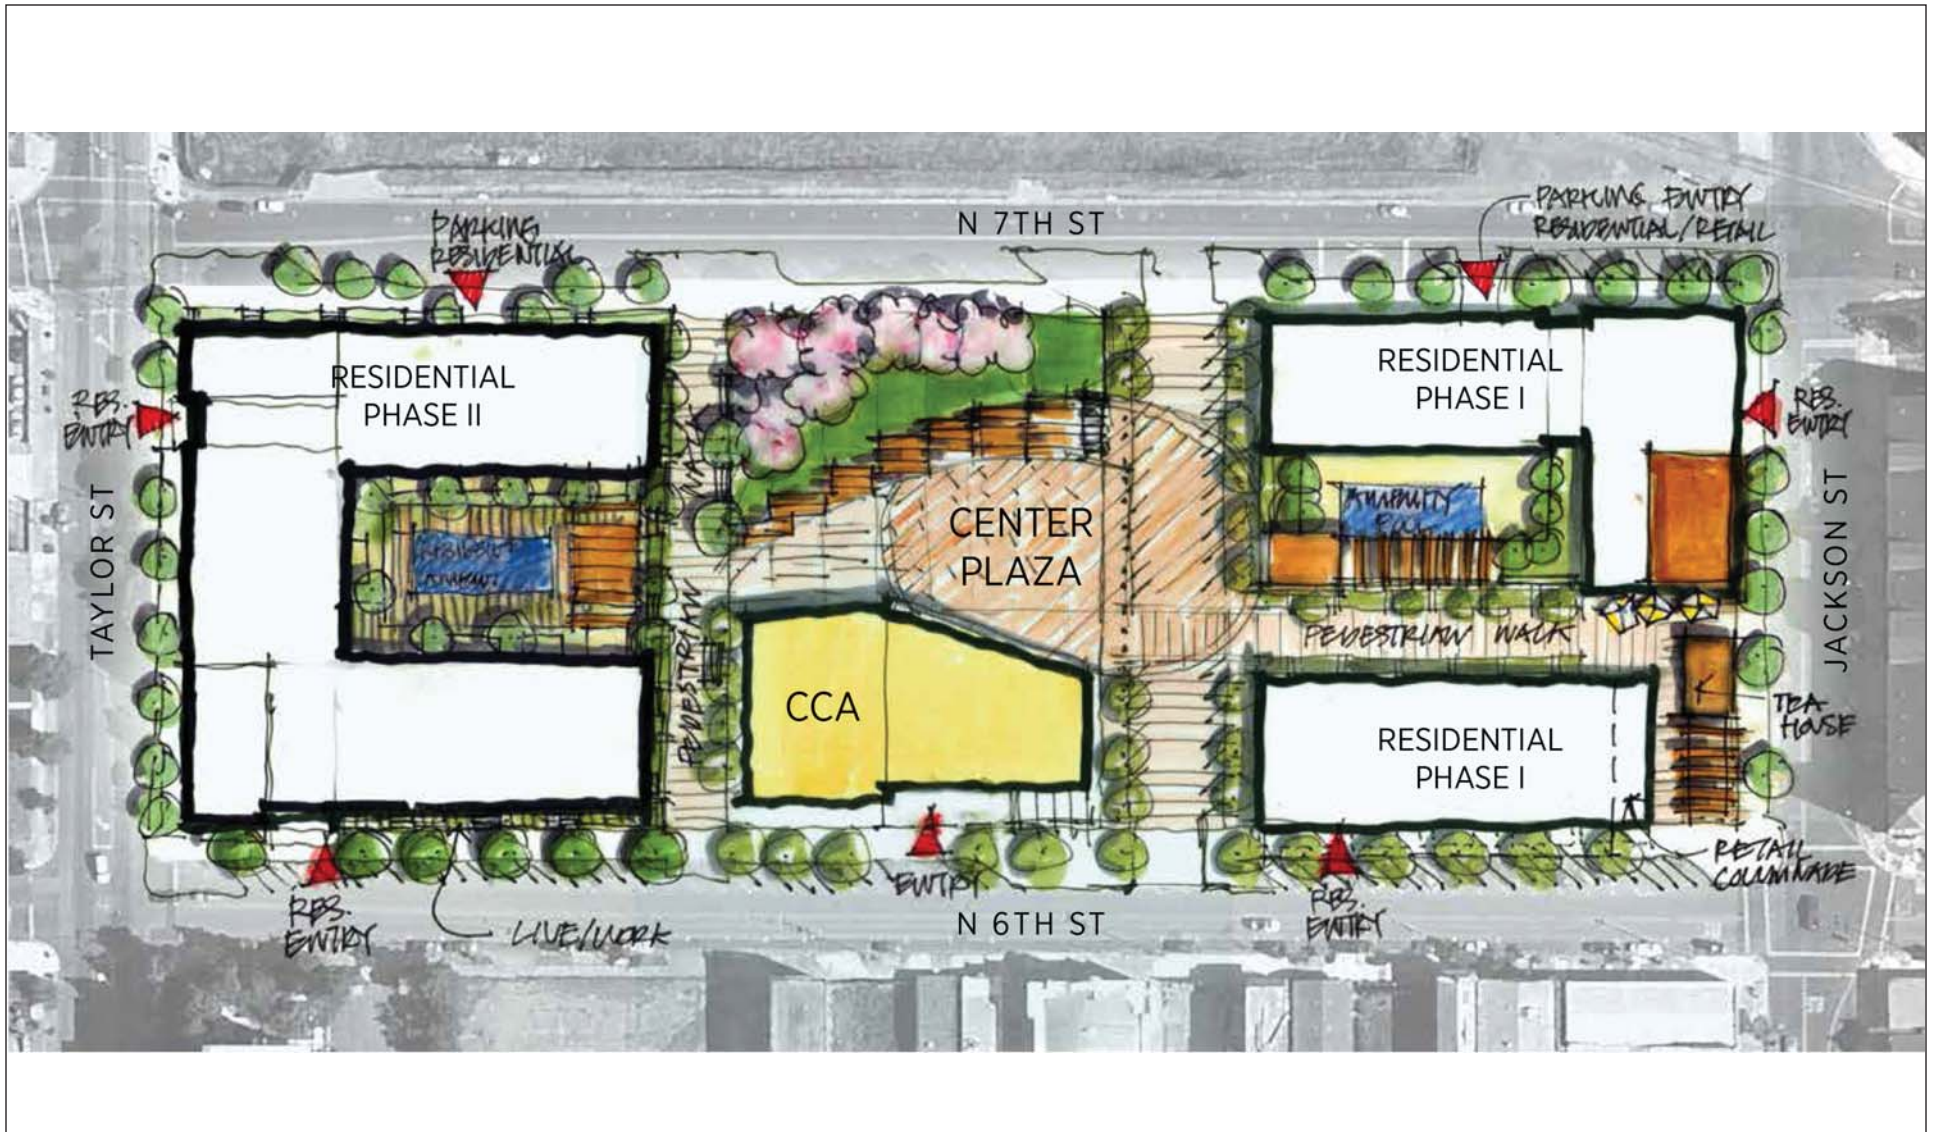 N 7TH ST
PARKING ENTRY
RESIDENTIAL/RETAIL
PARKING
RESIDENTIAL
RESIDENTIAL
PHASE II
RESIDENTIAL
PHASE I
RES.
ENTRY
RES.
ENTRY
TAYLOR ST
JACKSON ST
AMENITY
POOL
CENTER
PLAZA
PEDESTRIAN WALK
PEDESTRIAN WALK
CCA
TEA
HOUSE
RESIDENTIAL
PHASE I
RETAIL
COLONNADE
ENTRY
RES.
ENTRY
RES.
ENTRY
LIVE/WORK
N 6TH ST